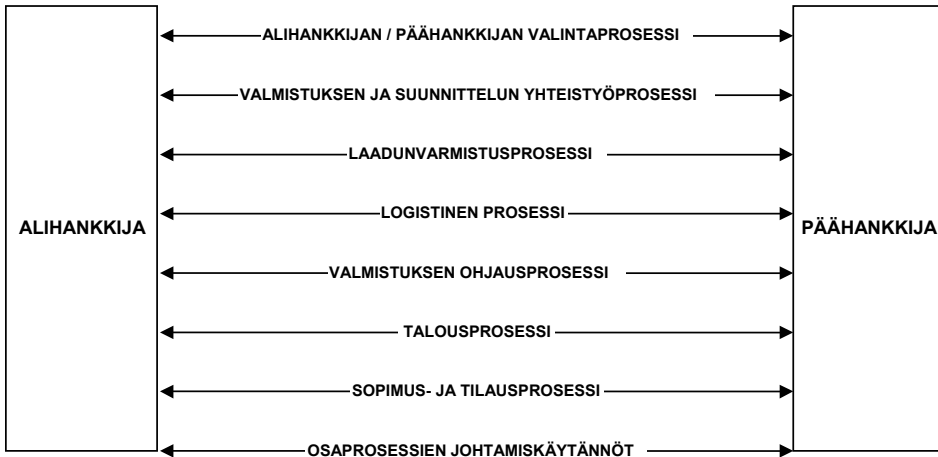 ALIHANKKIJAN / PÄÄHANKKIJAN VALINTAPROSESSI
VALMISTUKSEN JA SUUNNITTELUN YHTEISTYÖPROSESSI
LAADUNVARMISTUSPROSESSI
LOGISTINEN PROSESSI
ALIHANKKIJA
PÄÄHANKKIJA
VALMISTUKSEN OHJAUSPROSESSI
TALOUSPROSESSI
SOPIMUS- JA TILAUSPROSESSI
OSAPROSESSIEN JOHTAMISKÄYTÄNNÖT